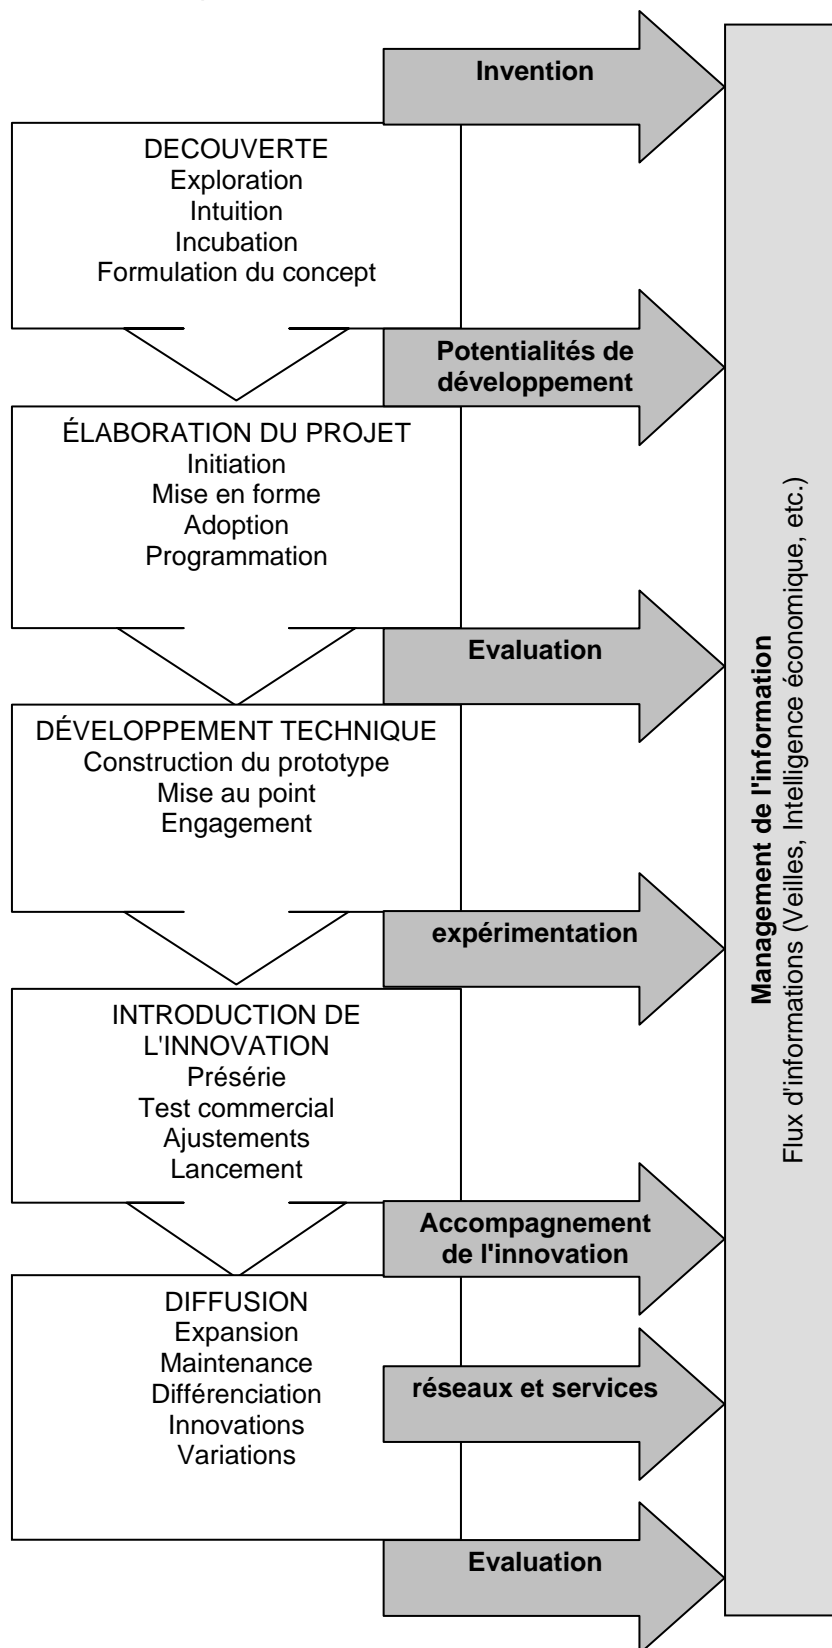 Invention
DECOUVERTE
Exploration
Intuition
Incubation
Formulation du concept
Potentialités de
développement
ÉLABORATION DU PROJET
Initiation
Mise en forme
Adoption
Programmation
Evaluation
DÉVELOPPEMENT TECHNIQUE
Construction du prototype
Mise au point
Engagement
expérimentation
INTRODUCTION DE
L'INNOVATION
Présérie
Test commercial
Ajustements
Lancement
Accompagnement
de l'innovation
DIFFUSION
Expansion
Maintenance
Différenciation
Innovations
Variations
réseaux et services
Evaluation
Management de l'information
Flux d'informations (Veilles, Intelligence économique, etc.)